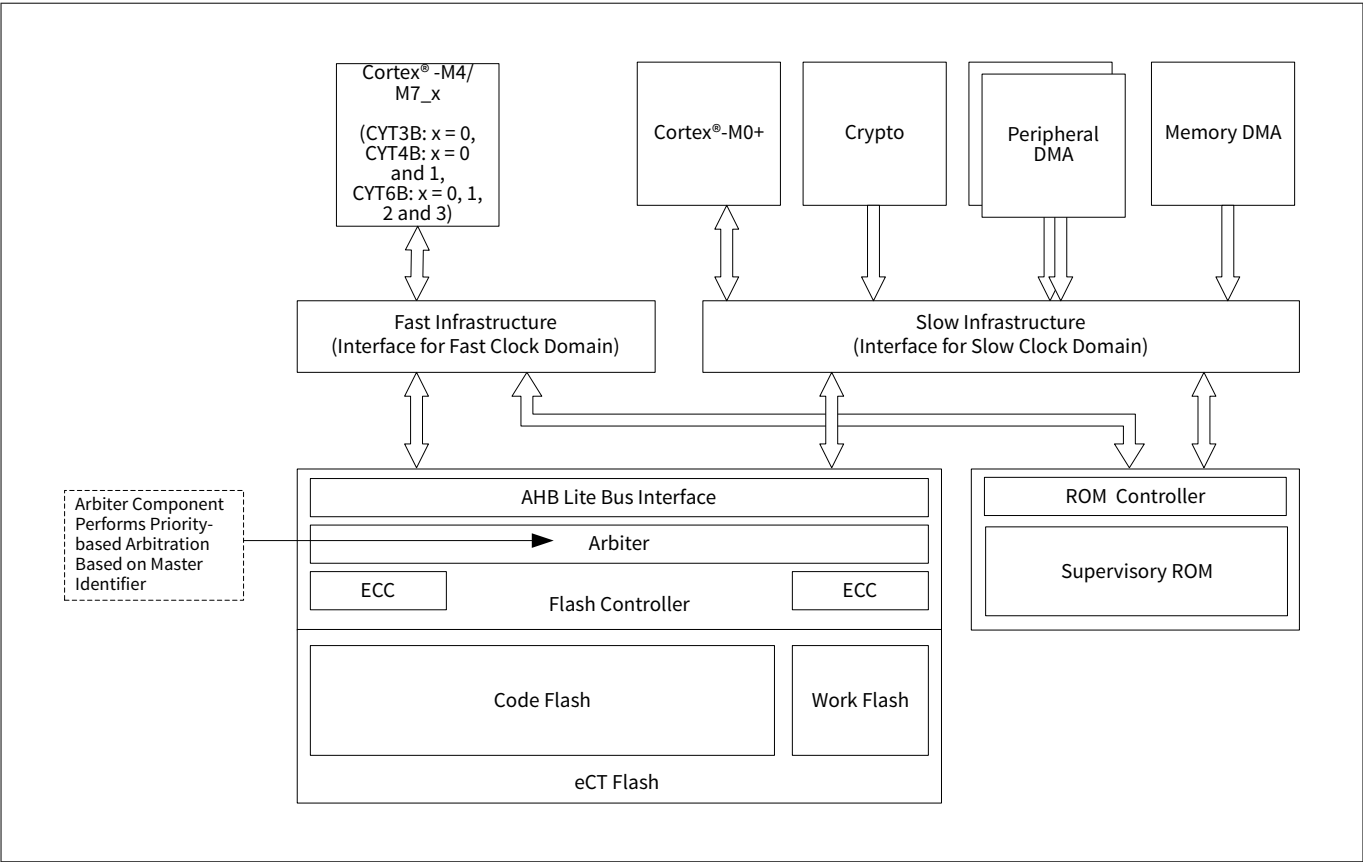 Cortex® -M4/
M7_x
(CYT3B: x = 0,
CYT4B: x = 0
and 1,
CYT6B: x = 0, 1,
2 and 3)
Cortex®-M0+
Crypto
Peripheral
DMA
Memory DMA
Fast Infrastructure
(Interface for Fast Clock Domain)
Slow Infrastructure
(Interface for Slow Clock Domain)
Arbiter Component
Performs Priority-
based Arbitration
Based on Master
Identifier
AHB Lite Bus Interface
Arbiter
ECC
Flash Controller
ECC
ROM Controller
Supervisory ROM
Code Flash
Work Flash
eCT Flash